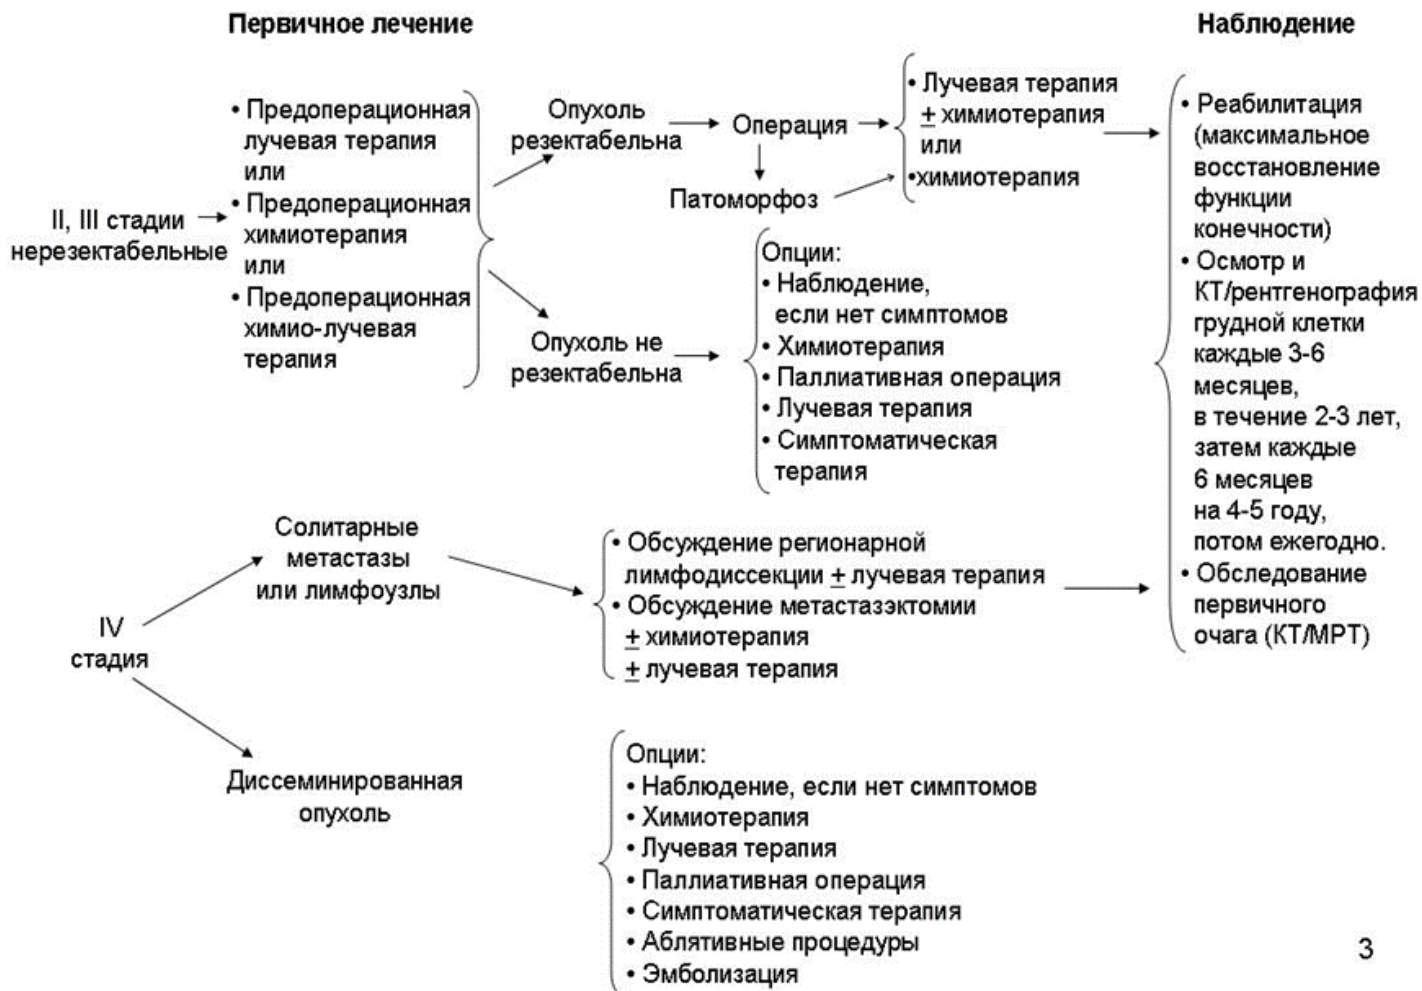 Первичное лечение
Наблюдение
II, III стадии
нерезектабельные
• Предоперационная
лучевая терапия
или
• Предоперационная
химиотерапия
или
• Предоперационная
химио-лучевая
терапия
Опухоль
резектабельна
Операция
Патоморфоз
• Лучевая терапия
± химиотерапия
или
•химиотерапия
Опухоль не
резектабельна
Опции:
• Наблюдение,
если нет симптомов
• Химиотерапия
• Паллиативная операция
• Лучевая терапия
• Симптоматическая
терапия
• Реабилитация
(максимальное
восстановление
функции
конечности)
• Осмотр и
КТ/рентгенография
грудной клетки
каждые 3-6
месяцев,
в течение 2-3 лет,
затем каждые
6 месяцев
на 4-5 году,
потом ежегодно.
• Обследование
первичного
очага (КТ/МРТ)
IV
стадия
Солитарные
метастазы
или лимфоузлы
• Обсуждение регионарной
лимфодиссекции ± лучевая терапия
• Обсуждение метастазэктомии
± химиотерапия
± лучевая терапия
Диссеминированная
опухоль
Опции:
• Наблюдение, если нет симптомов
• Химиотерапия
• Лучевая терапия
• Паллиативная операция
• Симптоматическая терапия
• Аблятивные процедуры
• Эмболизация
3